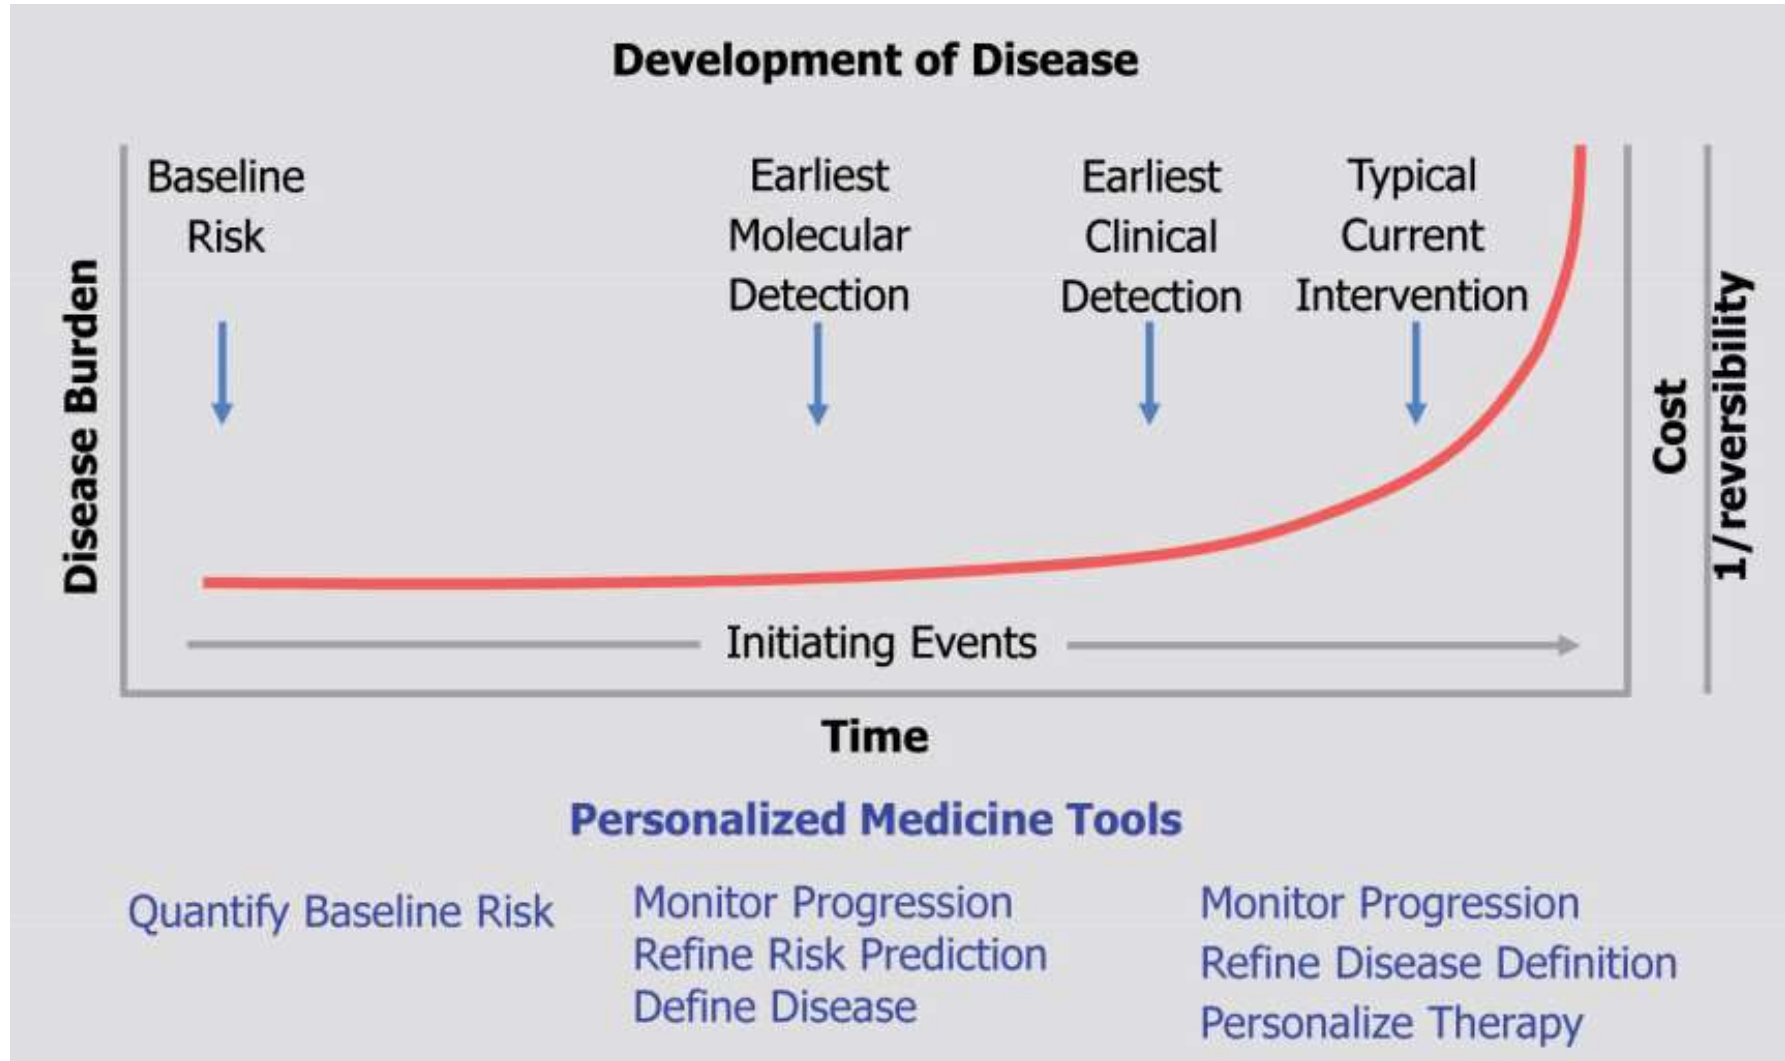 Development of Disease
Baseline
Risk
Earliest
Molecular
Detection
Earliest
Clinical
Detection
Typical
Current
Intervention
Disease Burden
Cost
1/reversibility
Initiating Events
Time
Personalized Medicine Tools
Quantify Baseline Risk
Monitor Progression
Refine Risk Prediction
Define Disease
Monitor Progression
Refine Disease Definition
Personalize Therapy